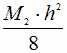 M₂ · h²
8